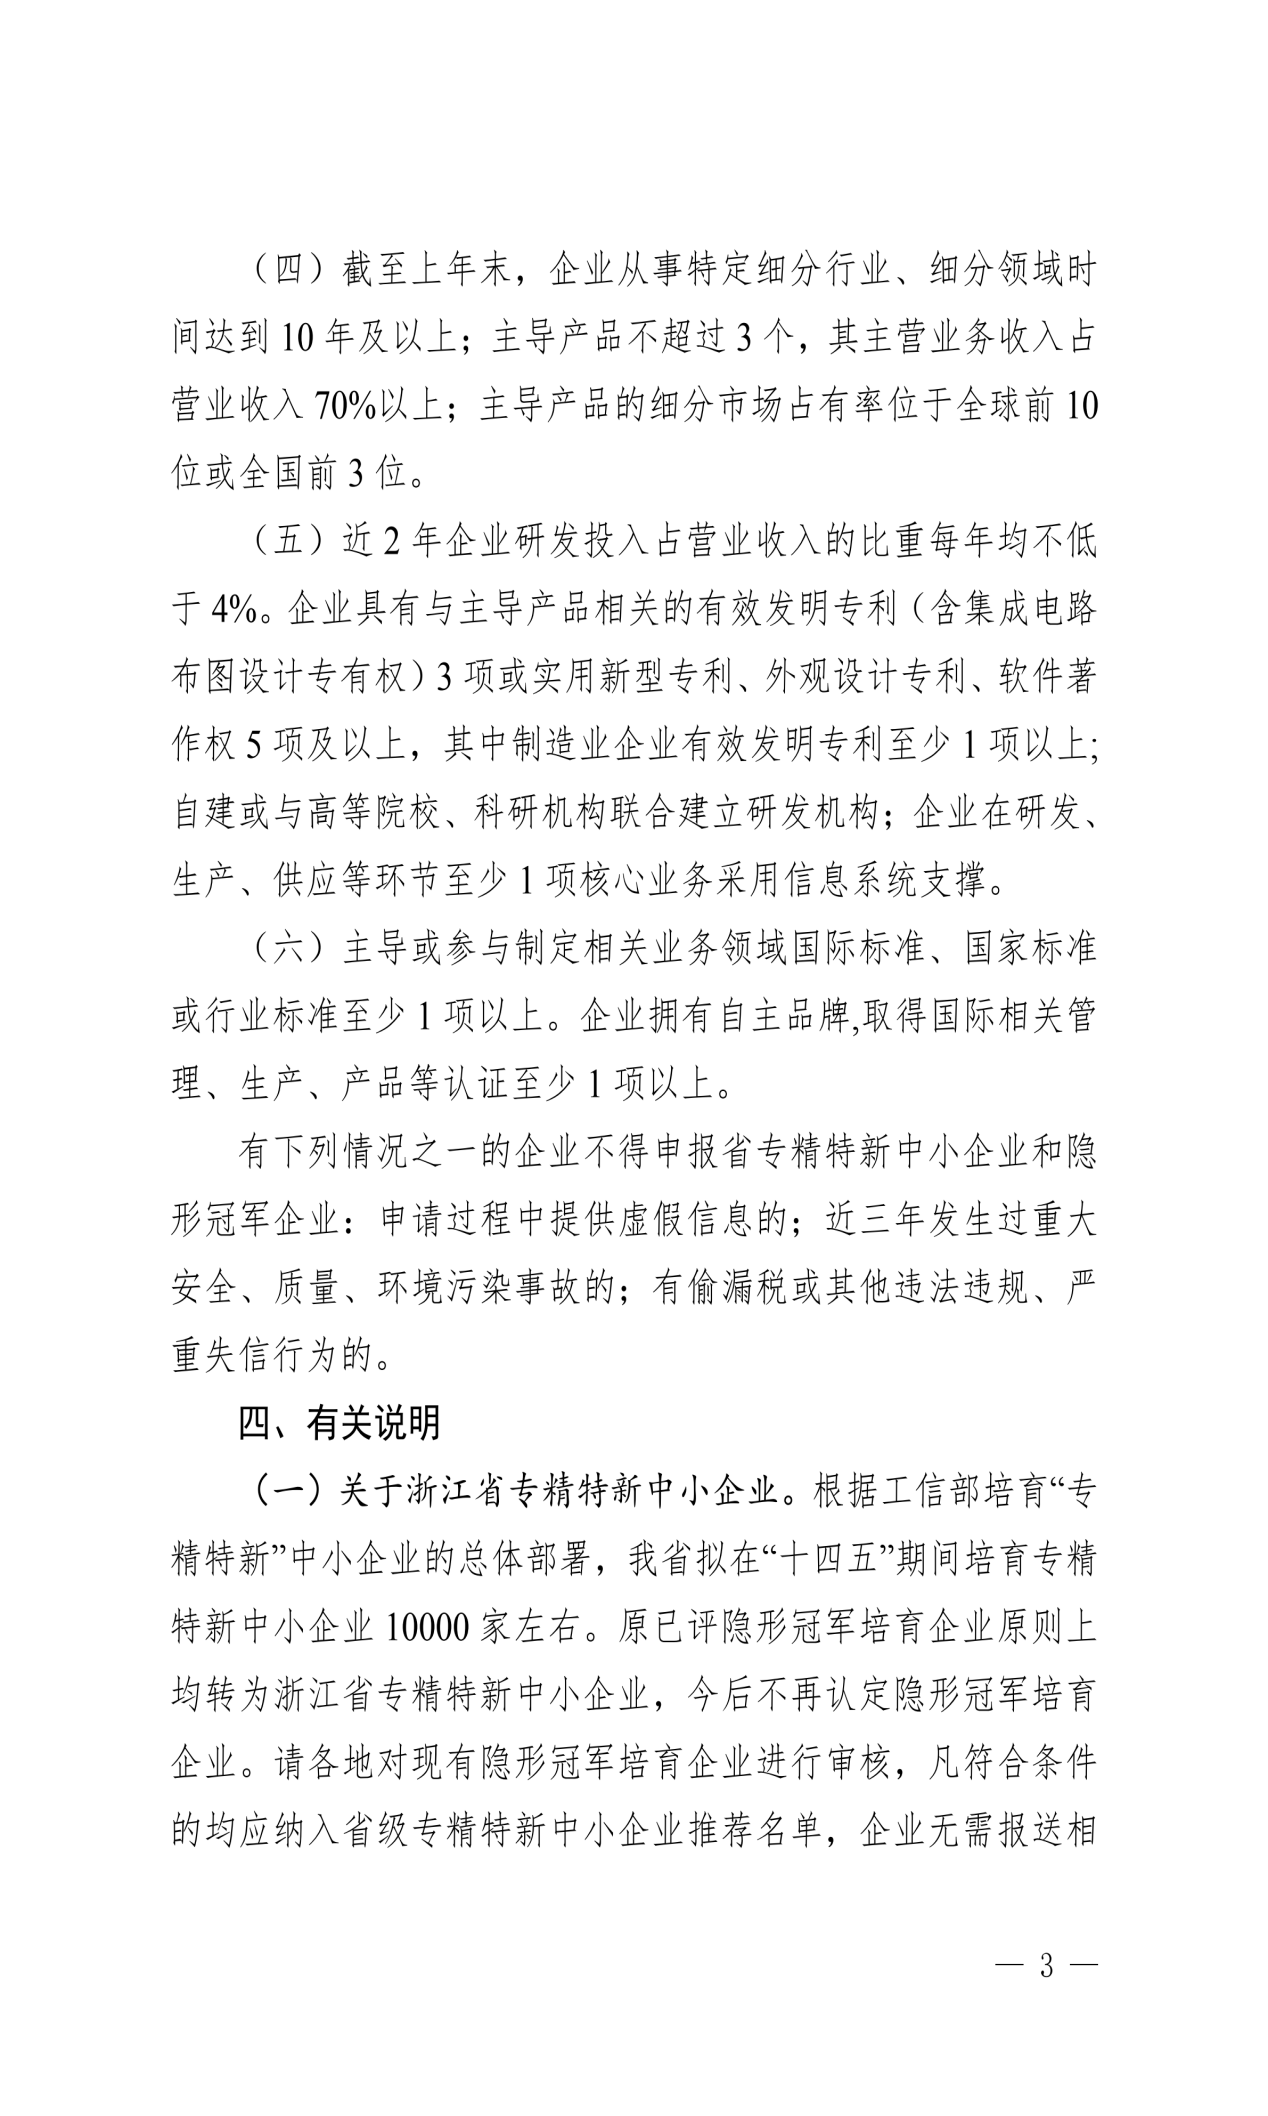 （四）截至上年末，企业从事特定细分行业、细分领域时
间达到 10 年及以上；主导产品不超过 3 个，其主营业务收入占
营业收入 70%以上；主导产品的细分市场占有率位于全球前 10
位或全国前 3 位。
（五）近 2 年企业研发投入占营业收入的比重每年均不低
于 4%。企业具有与主导产品相关的有效发明专利（含集成电路
布图设计专有权）3 项或实用新型专利、外观设计专利、软件著
作权 5 项及以上，其中制造业企业有效发明专利至少 1 项以上;
自建或与高等院校、科研机构联合建立研发机构；企业在研发、
生产、供应等环节至少 1 项核心业务采用信息系统支撑。
（六）主导或参与制定相关业务领域国际标准、国家标准
或行业标准至少 1 项以上。企业拥有自主品牌,取得国际相关管
理、生产、产品等认证至少 1 项以上。
有下列情况之一的企业不得申报省专精特新中小企业和隐
形冠军企业：申请过程中提供虚假信息的；近三年发生过重大
安全、质量、环境污染事故的；有偷漏税或其他违法违规、严
重失信行为的。
四、有关说明
（一）关于浙江省专精特新中小企业。根据工信部培育“专
精特新”中小企业的总体部署，我省拟在“十四五”期间培育专精
特新中小企业 10000 家左右。原已评隐形冠军培育企业原则上
均转为浙江省专精特新中小企业，今后不再认定隐形冠军培育
企业。请各地对现有隐形冠军培育企业进行审核，凡符合条件
的均应纳入省级专精特新中小企业推荐名单，企业无需报送相
— 3 —